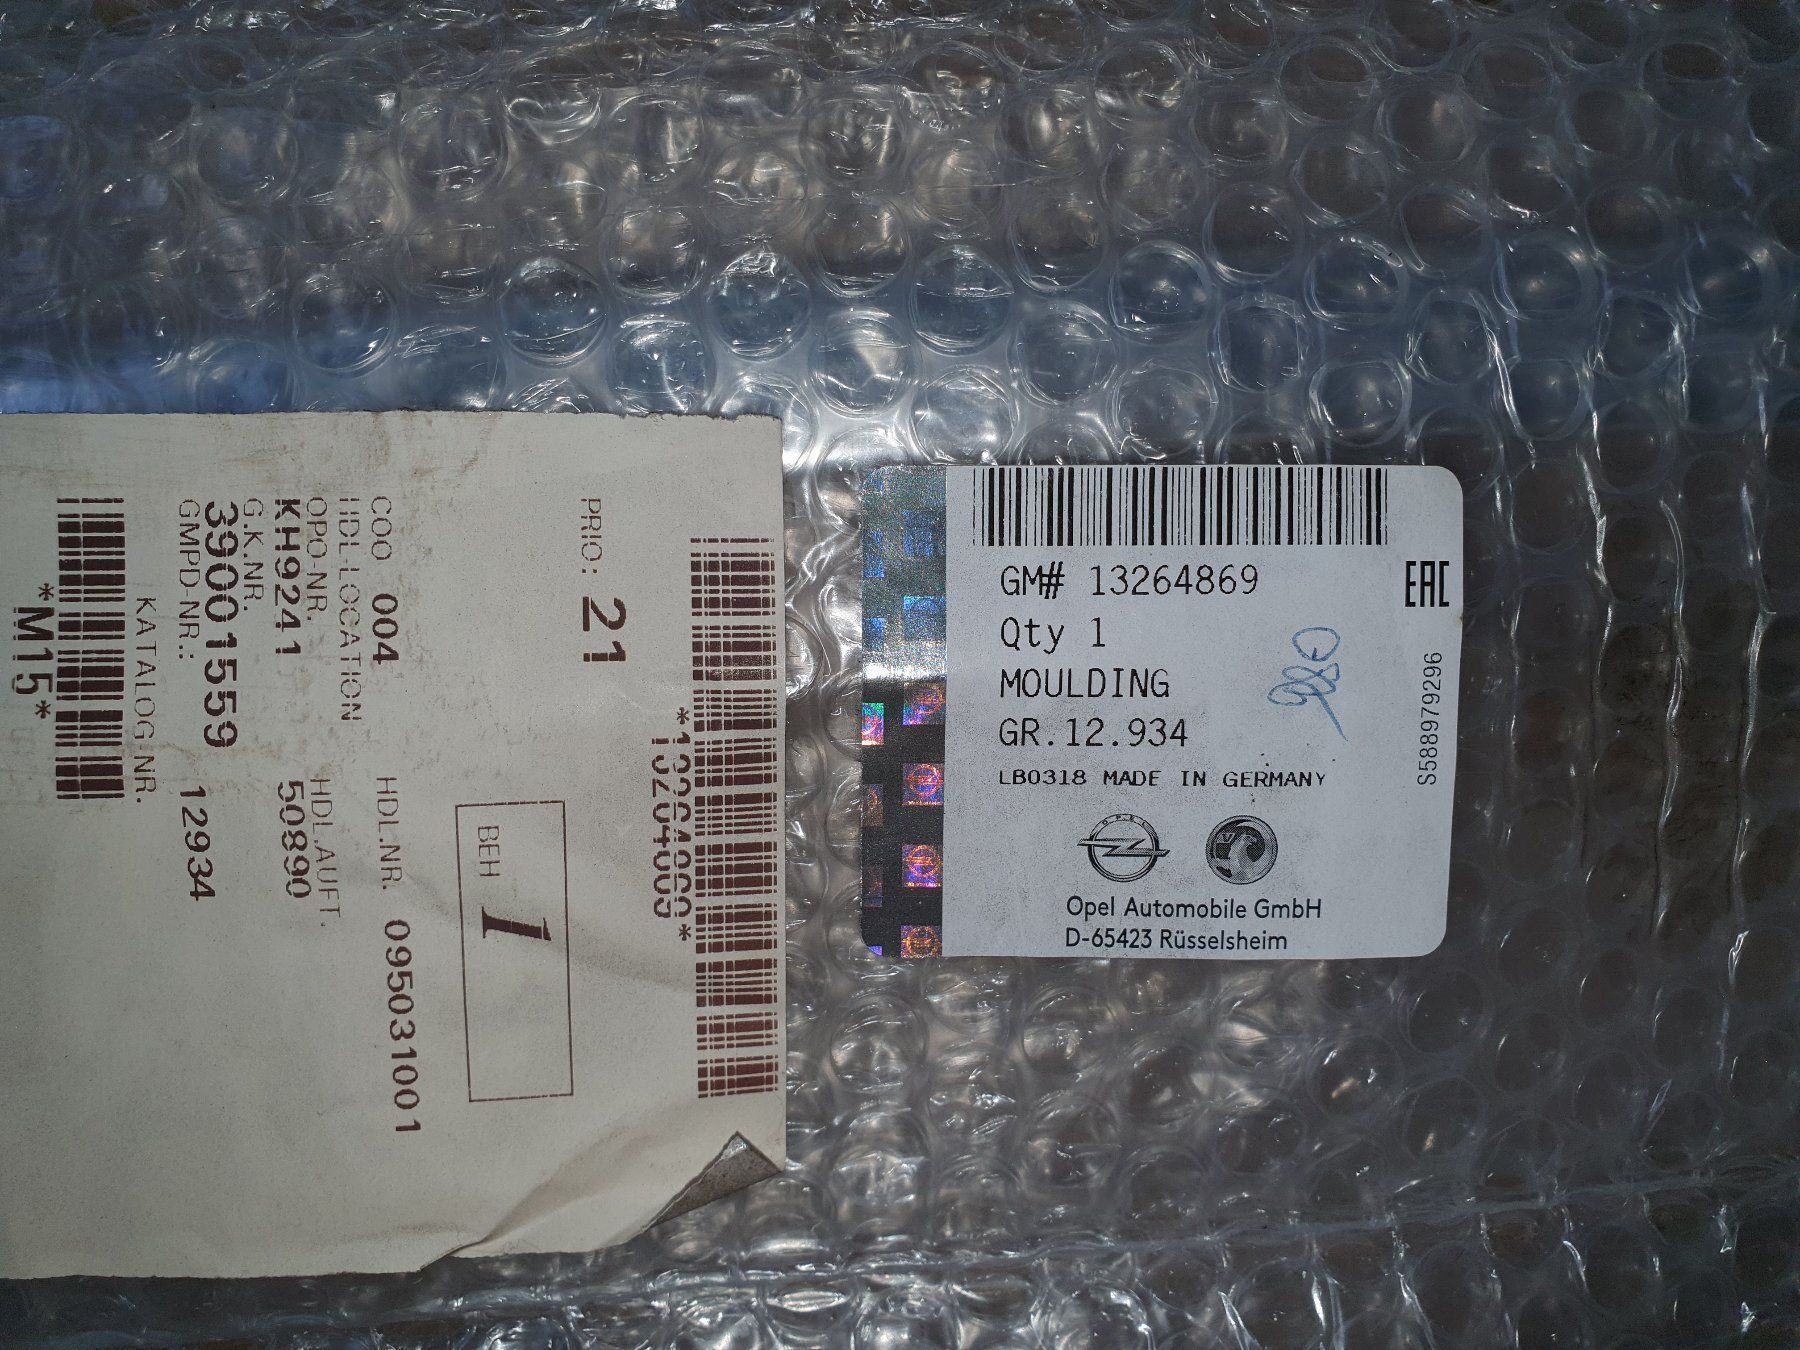 GM# 13264869
EAC
Qty 1
MOULDING
GR.12.934
LB0318 MADE IN GERMANY
S588979296
OPEL
Opel Automobile GmbH
D-65423 Rüsselsheim
PRIO: 21
BEH 1
COO 004
HDL.NR. 095031001
HDL-LOCATION
OPO-NR. HDL.AUFT.
KH9241 50890
G.K.NR.
39001559 12934
GMPD-NR.:
KATALOG NR.
*M15*